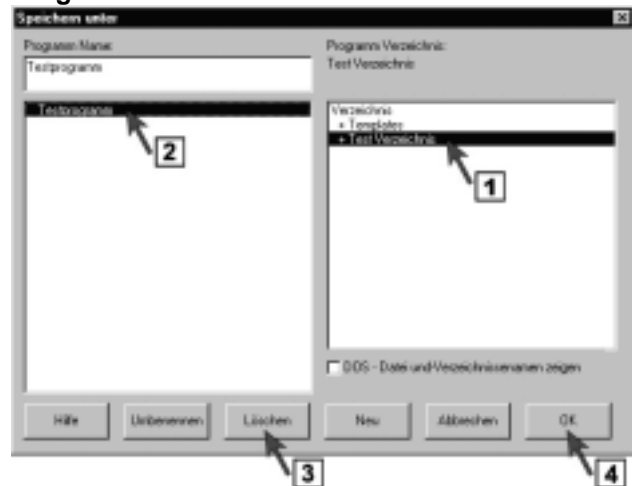 Speichern unter
Programm Name:
Testprogramm
Testprogramm
2
Programm Verzeichnis:
Test Verzeichnis
Verzeichnis
+ Templates
+ Test Verzeichnis
1
DOS - Datei und Verzeichnisenamen zeigen
Hilfe
Umbenennen
Löschen
Neu
Abbrechen
OK
3
4